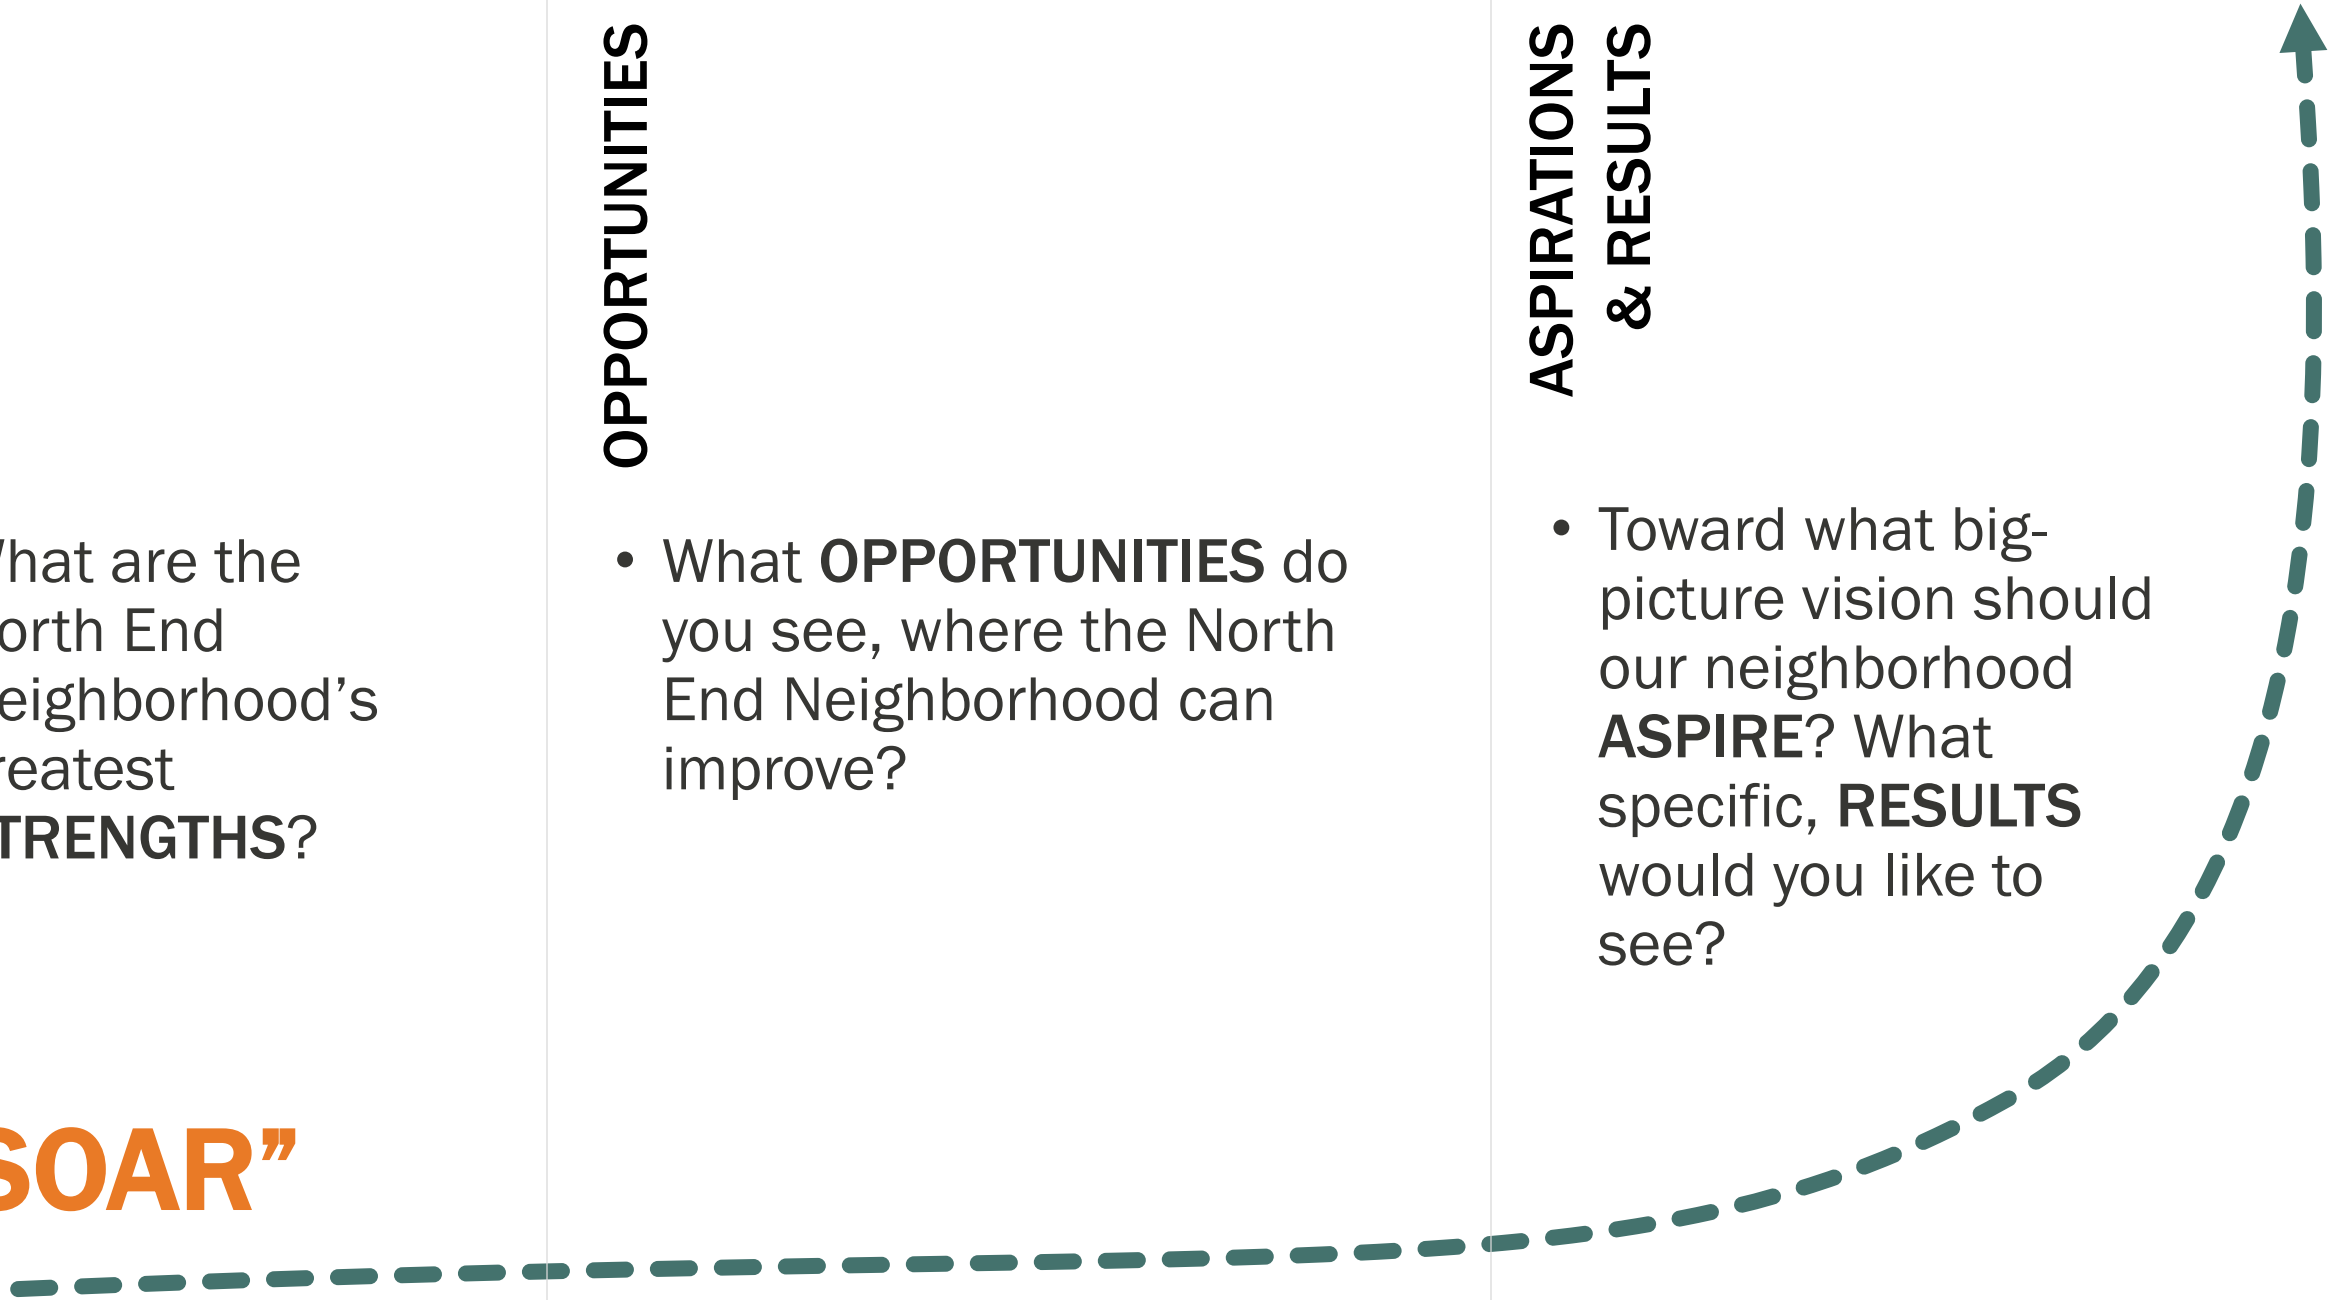 hat are the
orth End
eighborhood’s
reatest
TRENGTHS?
SOAR”
OPPORTUNITIES
• What OPPORTUNITIES do
you see, where the North
End Neighborhood can
improve?
ASPIRATIONS
& RESULTS
• Toward what big-
picture vision should
our neighborhood
ASPIRE? What
specific, RESULTS
would you like to
see?